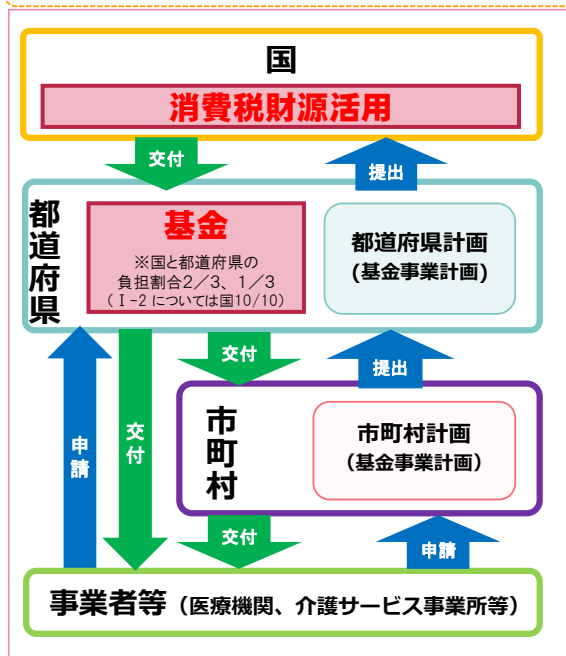 国
消費税財源活用
交付
提出
都道府県
基金
※国と都道府県の
負担割合2／3、1／3
（Ⅰ-2 については国10/10）
都道府県計画
(基金事業計画)
交付
提出
申請
交付
市町村
市町村計画
（基金事業計画）
交付
申請
事業者等（医療機関、介護サービス事業所等）